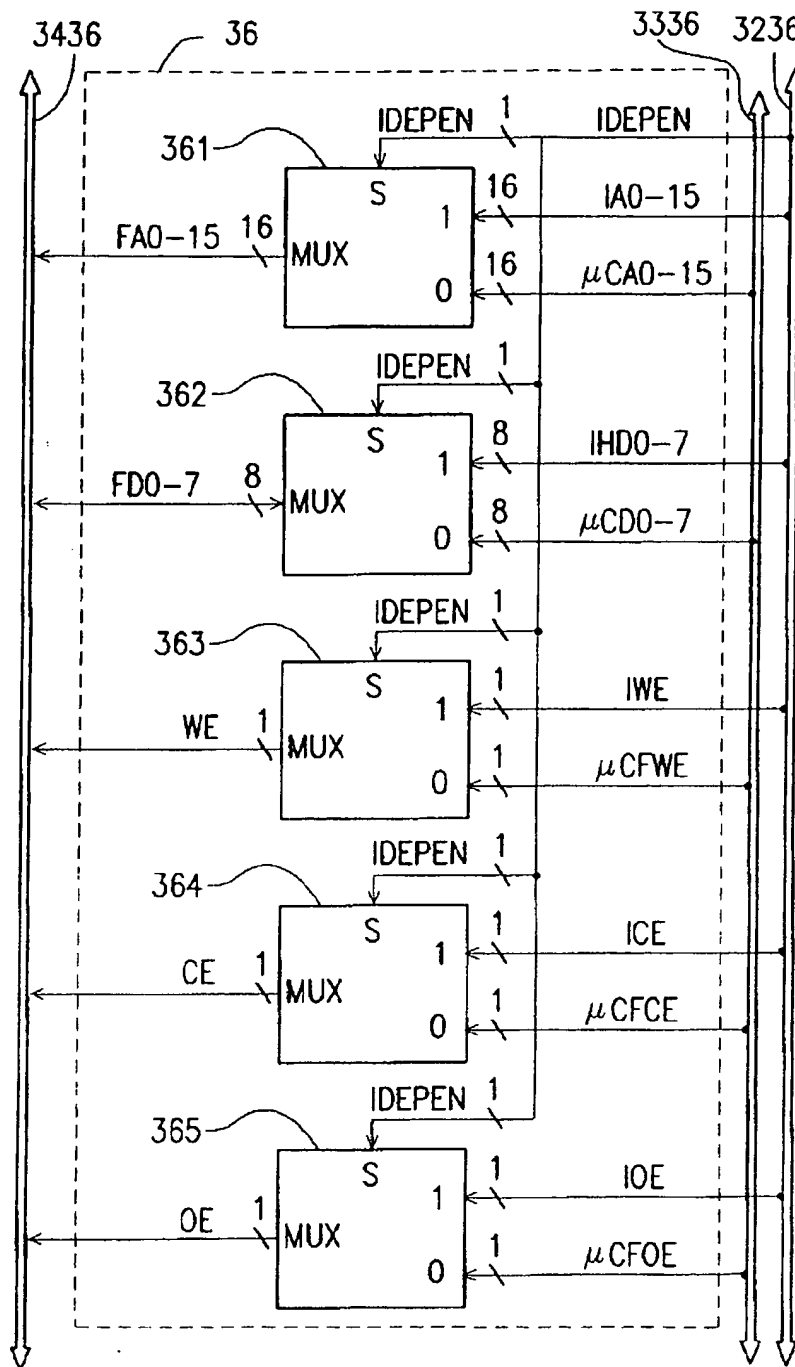 3436 36 3336 3236
361 IDEPEN 1 IDEPEN
S
1 16 IA0-15
FA0-15 16 MUX
0 16 μCA0-15
362 IDEPEN 1
S
1 8 IHD0-7
FD0-7 8 MUX
0 8 μCD0-7
363 IDEPEN 1
S
1 1 IWE
WE 1 MUX
0 1 μCFWE
364 IDEPEN 1
S
1 1 ICE
CE 1 MUX
0 1 μCFCE
365 IDEPEN 1
S
1 1 IOE
OE 1 MUX
0 1 μCFOE